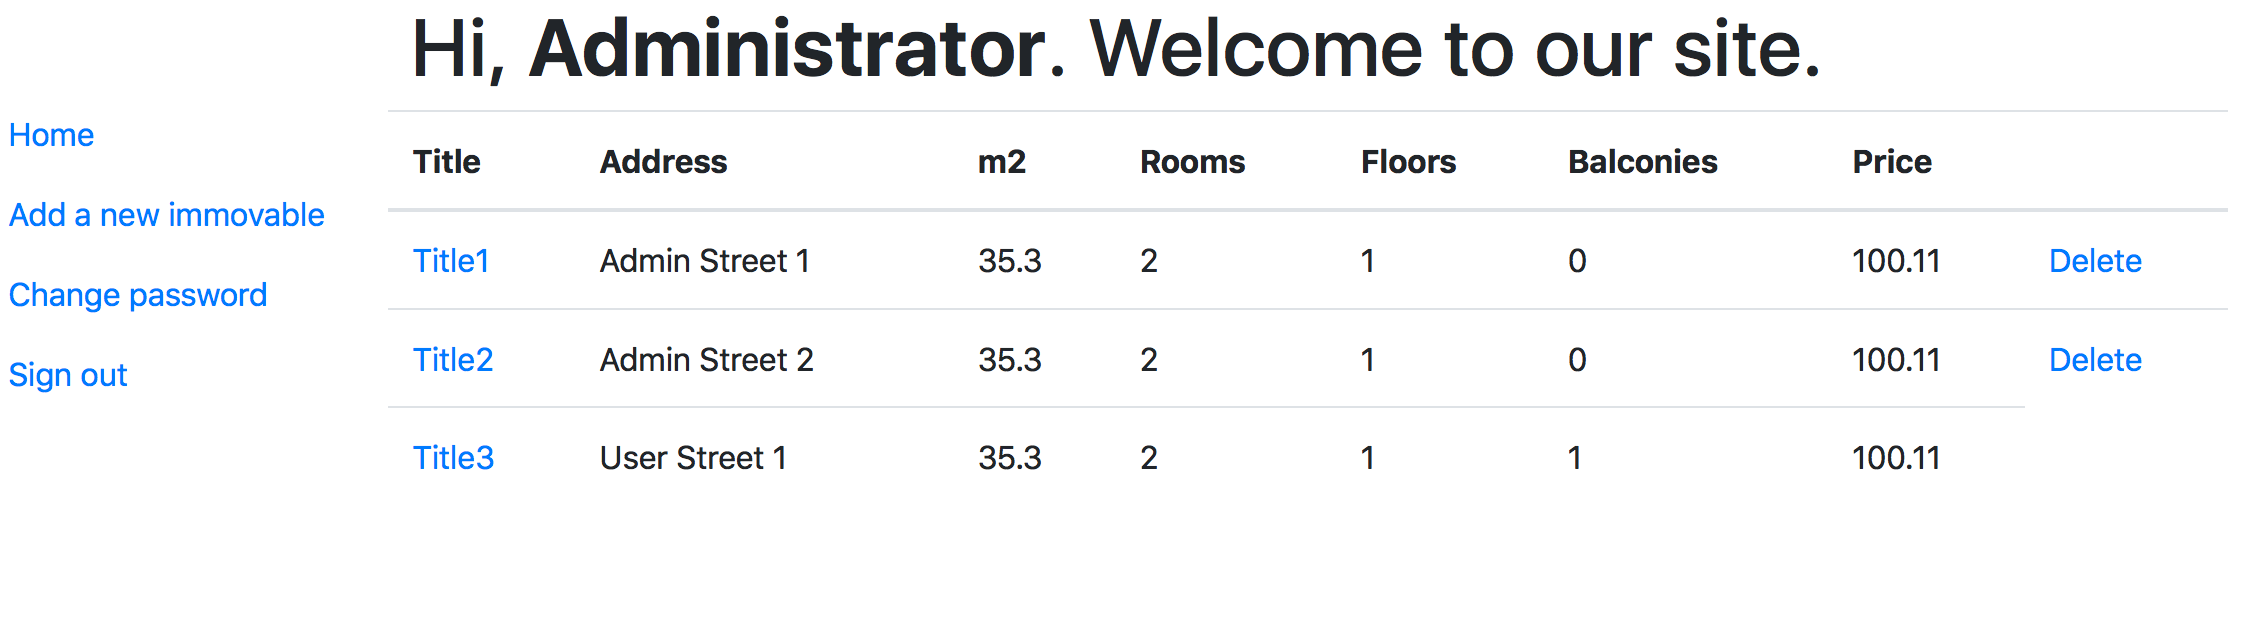 Hi, Administrator. Welcome to our site.
Home
Add a new immovable
Change password
Sign out
Title Address m2 Rooms Floors Balconies Price
Title1 Admin Street 1 35.3 2 1 0 100.11 Delete
Title2 Admin Street 2 35.3 2 1 0 100.11 Delete
Title3 User Street 1 35.3 2 1 1 100.11